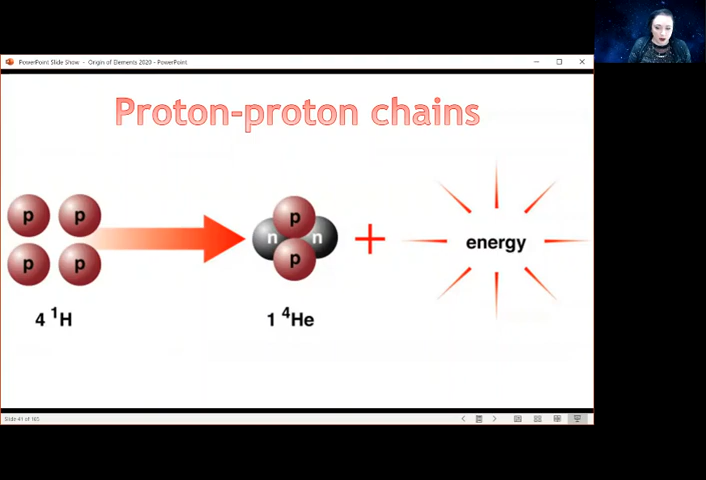 PowerPoint Slide Show - Origin of Elements 2020 - PowerPoint
Proton-proton chains
p p n p n + energy
p p p
4 ¹H 1 ⁴He
Slide 41 of 105